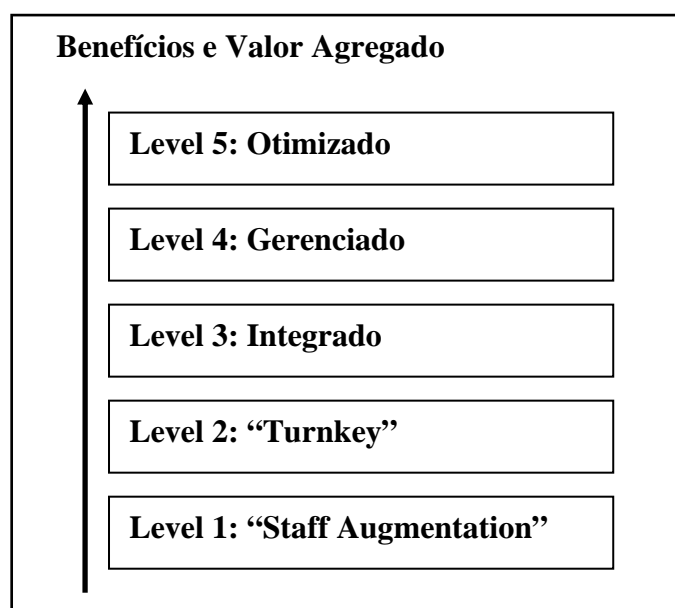 Benefícios e Valor Agregado
Level 5: Otimizado
Level 4: Gerenciado
Level 3: Integrado
Level 2: “Turnkey”
Level 1: “Staff Augmentation”